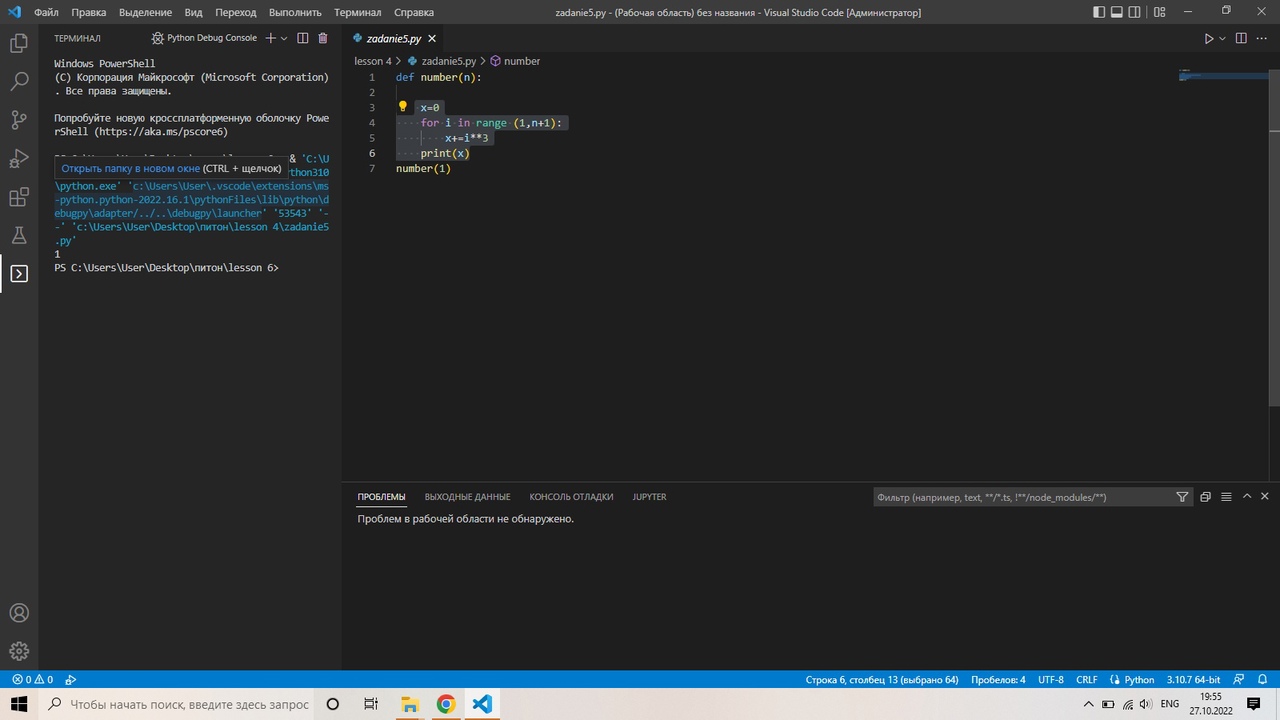 Файл Правка Выделение Вид Переход Выполнить Терминал Справка
zadanie5.py - (Рабочая область) без названия - Visual Studio Code [Администратор]
ТЕРМИНАЛ
Python Debug Console
zadanie5.py
lesson 4 > zadanie5.py > number
Windows PowerShell
(C) Корпорация Майкрософт (Microsoft Corporation)
. Все права защищены.
Попробуйте новую кроссплатформенную оболочку Powe
rShell (https://aka.ms/pscore6)
& 'C:\U
Открыть папку в новом окне (CTRL + щелчок)
thon310
\python.exe' 'c:\Users\User\.vscode\extensions\ms
-python.python-2022.16.1\pythonFiles\lib\python\d
ebugpy\adapter/../..\debugpy\launcher' '53543' '-
-' 'c:\Users\User\Desktop\питон\lesson 4\zadanie5
.py'
1
PS C:\Users\User\Desktop\питон\lesson 6>
1 def number(n):
2
3 x=0
4 for i in range (1,n+1):
5 x+=i**3
6 print(x)
7 number(1)
ПРОБЛЕМЫ ВЫХОДНЫЕ ДАННЫЕ КОНСОЛЬ ОТЛАДКИ JUPYTER
Фильтр (например, text, **/*.ts, !**/node_modules/**)
Проблем в рабочей области не обнаружено.
0 0
Строка 6, столбец 13 (выбрано 64) Пробелов: 4 UTF-8 CRLF Python 3.10.7 64-bit
Чтобы начать поиск, введите здесь запрос
ENG
19:55
27.10.2022